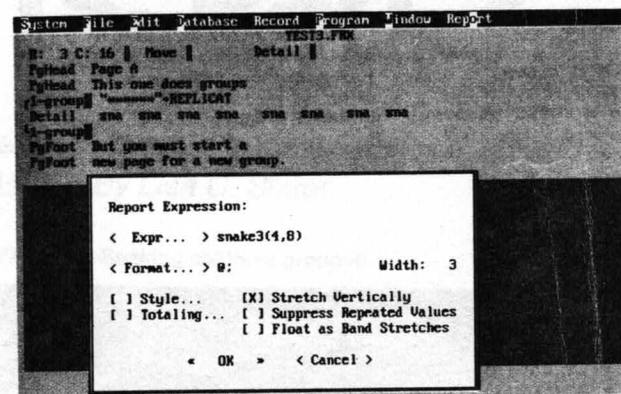 System File Edit Database Record Program Window Report
TEST3.FRX
R: 3 C: 16 Move Detail
PgHead Page A
PgHead This one does groups
1-group "======"+REPLICAT
Detail sna sna sna sna sna sna sna sna
1-group
PgFoot But you must start a
PgFoot new page for a new group.
Report Expression:
< Expr... > snake3(4,8)
< Format... > @; Width: 3
[ ] Style... [X] Stretch Vertically
[ ] Totaling... [ ] Suppress Repeated Values
[ ] Float as Band Stretches
« OK » < Cancel >